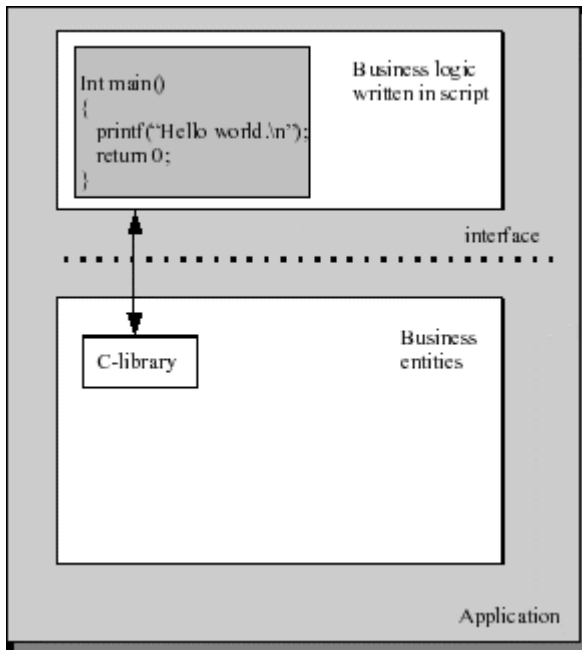 Int main()
{
printf(“Hello world.\n”);
return 0;
}
Business logic
written in script
interface
C-library
Business
entities
Application